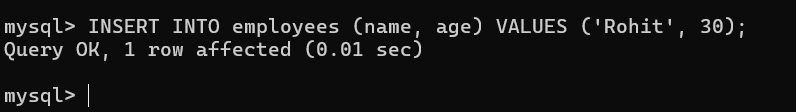 mysql> INSERT INTO employees (name, age) VALUES ('Rohit', 30);
Query OK, 1 row affected (0.01 sec)
mysql>